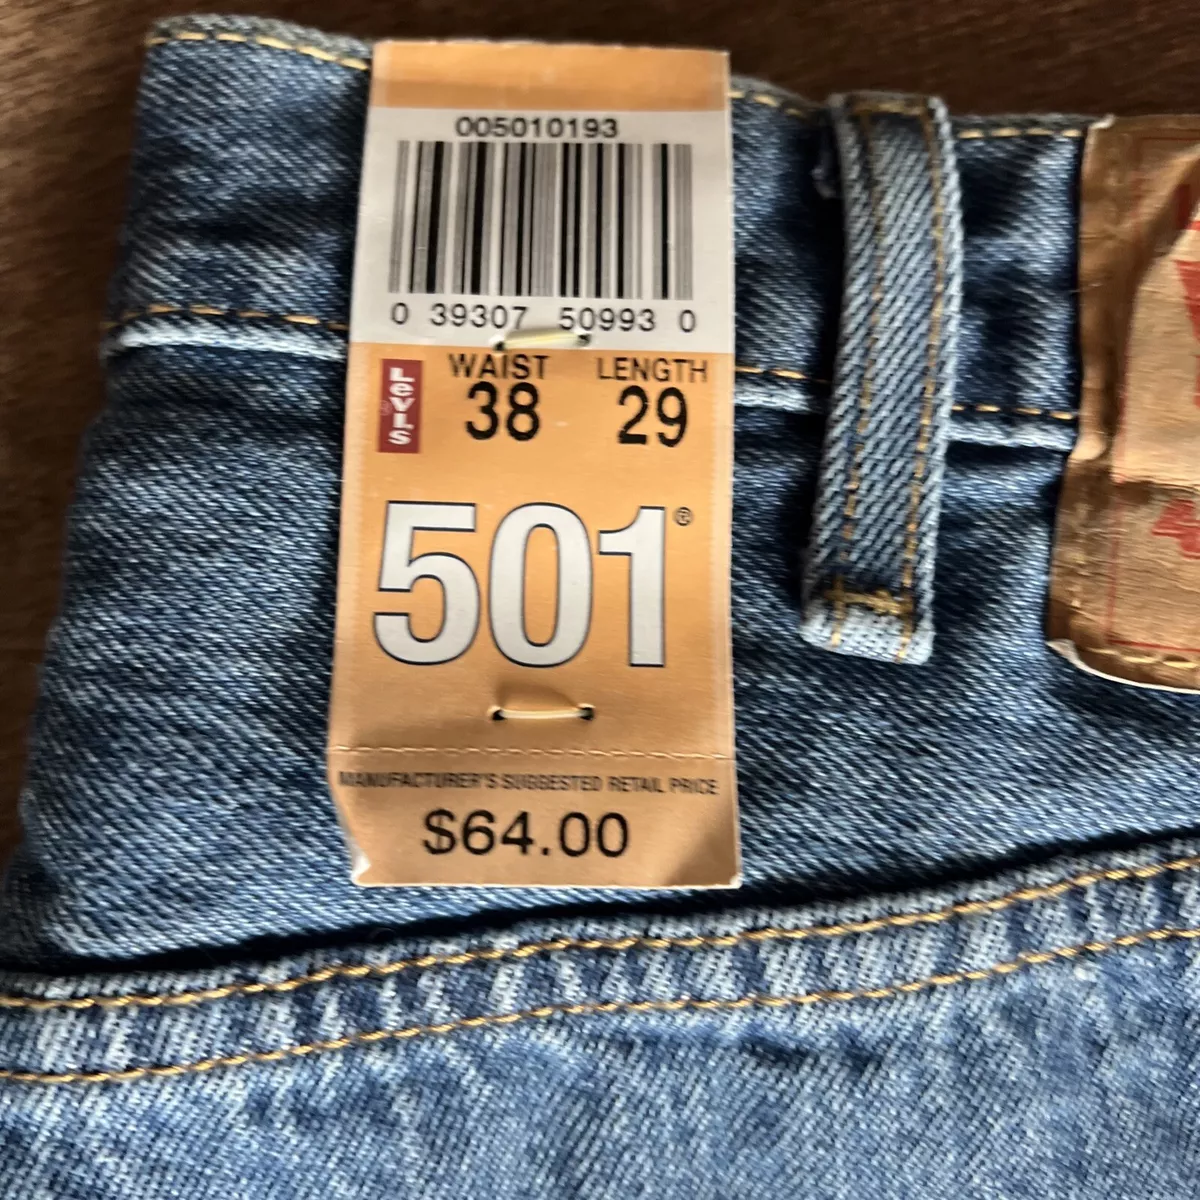 005010193
0 39307 50993 0
WAIST LENGTH
38 29
Levi's
501®
MANUFACTURER'S SUGGESTED RETAIL PRICE
$64.00